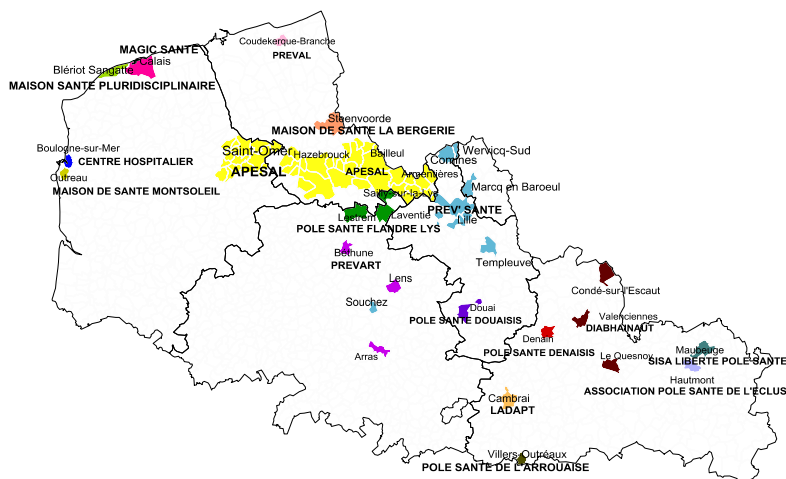 Coudekerque-Branche
PREVAL
MAGIC SANTE
Calais
Blériot Sangatte
MAISON SANTE PLURIDISCIPLINAIRE
Steenvoorde
MAISON DE SANTE LA BERGERIE
Boulogne-sur-Mer
CENTRE HOSPITALIER
Outreau
MAISON DE SANTE MONTSOLEIL
Saint-Omer
APESAL
Hazebrouck
Bailleul
APESAL
Argentières
Wervicq-Sud
Comines
Marcq en Baroeul
PREV' SANTE
Lille
Sailly-sur-la-Lys
Lestrem
Laventie
POLE SANTE FLANDRE LYS
Béthune
PREVART
Templeuve
Lens
Souchez
Arras
Douai
POLE SANTE DOUAISIS
Condé-sur-l'Escaut
Valenciennes
DIABHAINAUT
Denain
POLE SANTE DENAISIS
Le Quesnoy
Maubeuge
SISA LIBERTE POLE SANTE
Hautmont
ASSOCIATION POLE SANTE DE L'ECLUS
Cambrai
LADAPT
Villers-Outréaux
POLE SANTE DE L'ARROUAISE